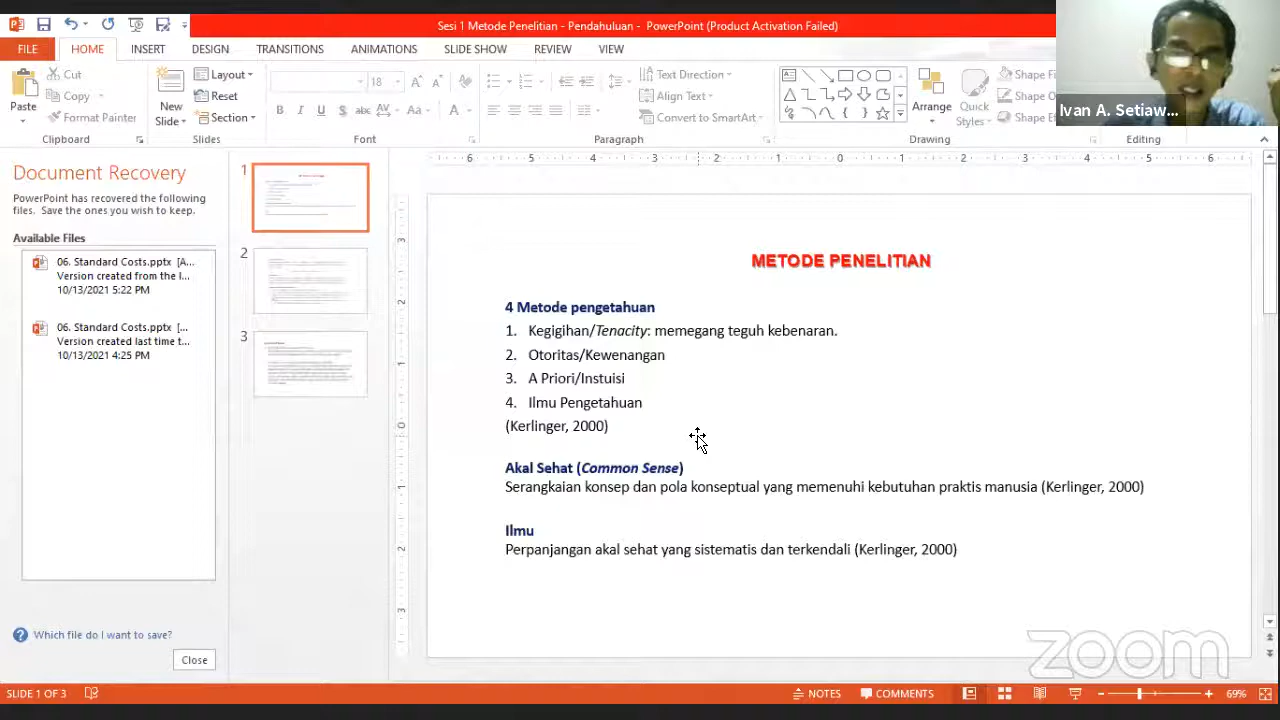 Sesi 1 Metode Penelitian - Pendahuluan - PowerPoint (Product Activation Failed)
FILE HOME INSERT DESIGN TRANSITIONS ANIMATIONS SLIDE SHOW REVIEW VIEW
Paste
Cut
Copy
Format Painter
Clipboard
New
Slide
Layout
Reset
Section
Slides
18
Font
Text Direction
Align Text
Convert to SmartArt
Paragraph
Arrange
Quick
Styles
Shape F
Shape O
Shape E
Drawing
Editing
Ivan A. Setiaw...
Document Recovery
PowerPoint has recovered the following
files. Save the ones you wish to keep.
Available Files
06. Standard Costs.pptx [A...
Version created from the l...
10/13/2021 5:22 PM
06. Standard Costs.pptx [...
Version created last time t...
10/13/2021 4:25 PM
Which file do I want to save?
Close
1
2
3
METODE PENELITIAN
4 Metode pengetahuan
1. Kegigihan/Tenacity: memegang teguh kebenaran.
2. Otoritas/Kewenangan
3. A Priori/Instuisi
4. Ilmu Pengetahuan
(Kerlinger, 2000)
Akal Sehat (Common Sense)
Serangkaian konsep dan pola konseptual yang memenuhi kebutuhan praktis manusia (Kerlinger, 2000)
Ilmu
Perpanjangan akal sehat yang sistematis dan terkendali (Kerlinger, 2000)
zoom
SLIDE 1 OF 3 NOTES COMMENTS 69%